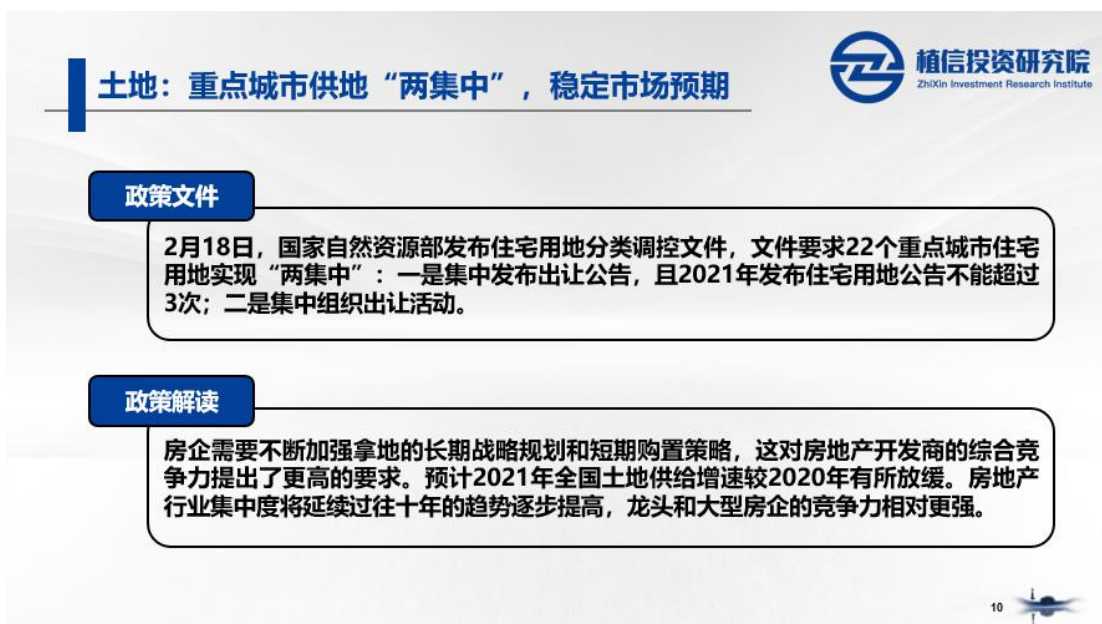 土地：重点城市供地“两集中”，稳定市场预期
植信投资研究院
ZhiXin Investment Research Institute
政策文件
2月18日，国家自然资源部发布住宅用地分类调控文件，文件要求22个重点城市住宅
用地实现“两集中”：一是集中发布出让公告，且2021年发布住宅用地公告不能超过
3次；二是集中组织出让活动。
政策解读
房企需要不断加强拿地的长期战略规划和短期购置策略，这对房地产开发商的综合竞
争力提出了更高的要求。预计2021年全国土地供给增速较2020年有所放缓。房地产
行业集中度将延续过往十年的趋势逐步提高，龙头和大型房企的竞争力相对更强。
10